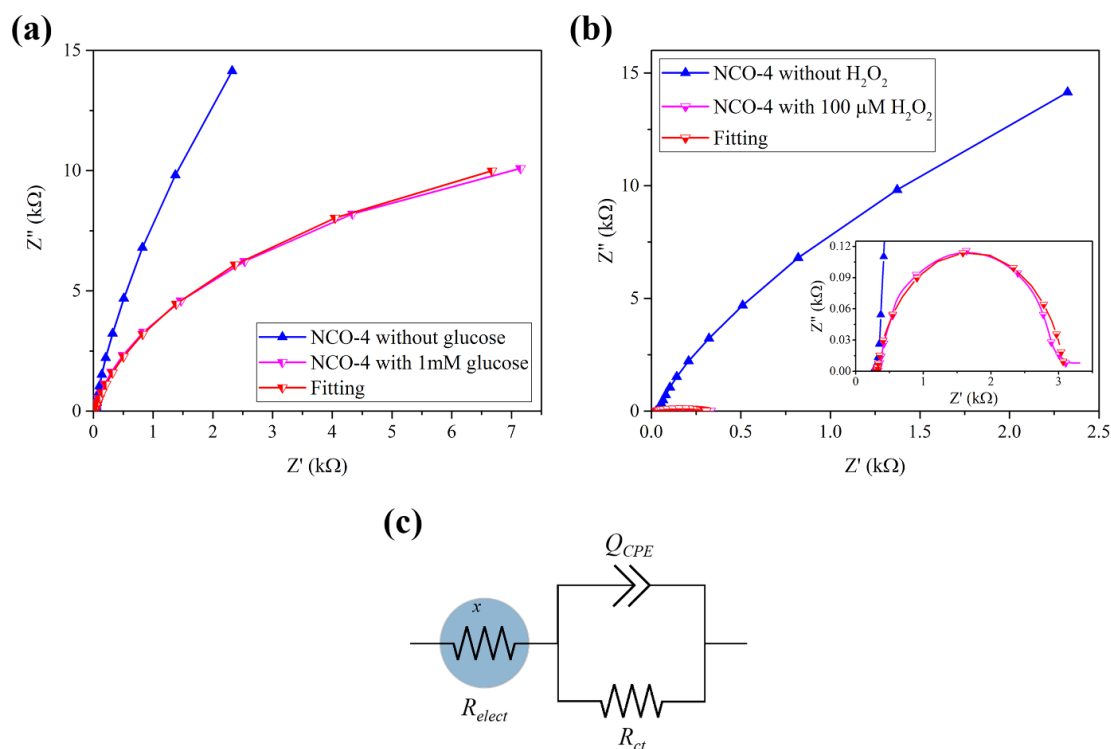 (a)
15
10
5
0
Z'' (kΩ)
0 1 2 3 4 5 6 7
Z' (kΩ)
NCO-4 without glucose
NCO-4 with 1mM glucose
Fitting
(b)
15
10
5
0
Z'' (kΩ)
0.0 0.5 1.0 1.5 2.0 2.5
Z' (kΩ)
NCO-4 without H₂O₂
NCO-4 with 100 μM H₂O₂
Fitting
0.12
0.09
0.06
0.03
0.00
Z'' (kΩ)
0 1 2 3
Z' (kΩ)
(c)
Q_CPE
x
R_elect
R_ct